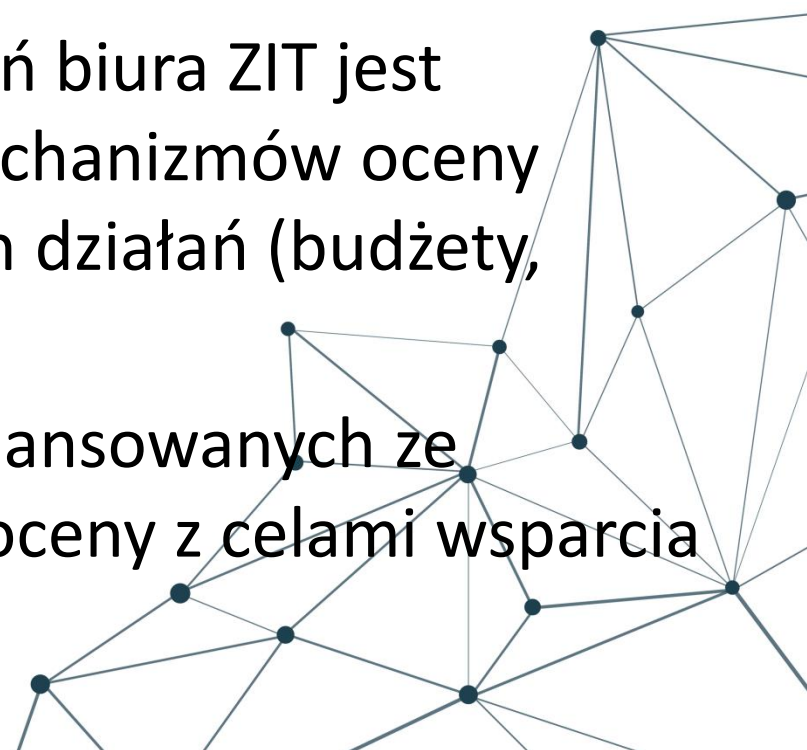 ń biura ZIT jest
chanizmów oceny
h działań (budżety,
ansowanych ze
oceny z celami wsparcia